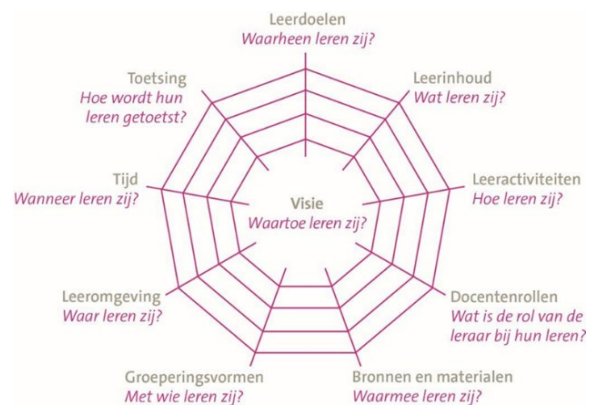 Leerdoelen
Waarheen leren zij?
Leerinhoud
Wat leren zij?
Leeractiviteiten
Hoe leren zij?
Docentenrollen
Wat is de rol van de
leraar bij hun leren?
Bronnen en materialen
Waarmee leren zij?
Groeperingsvormen
Met wie leren zij?
Leeromgeving
Waar leren zij?
Tijd
Wanneer leren zij?
Toetsing
Hoe wordt hun
leren getoetst?
Visie
Waartoe leren zij?